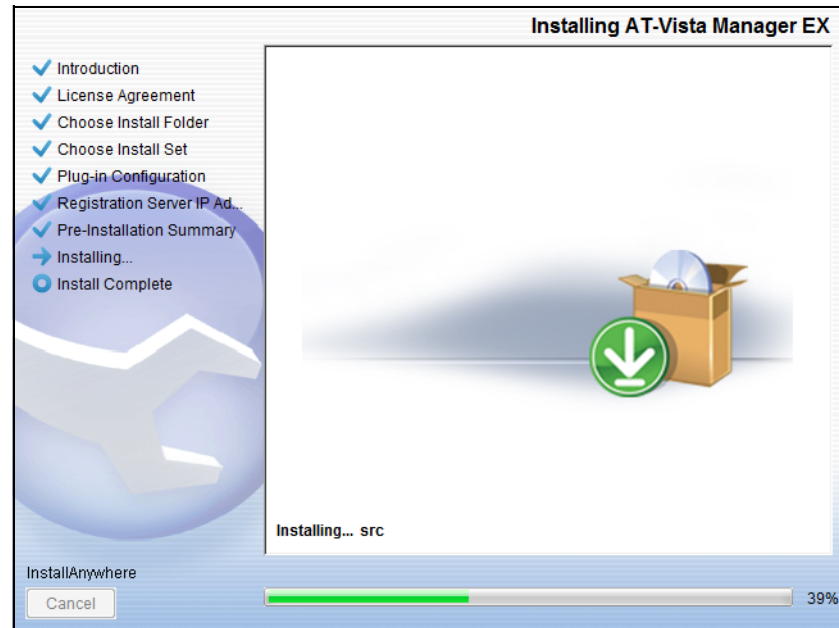 Installing AT-Vista Manager EX
Introduction
License Agreement
Choose Install Folder
Choose Install Set
Plug-in Configuration
Registration Server IP Ad...
Pre-Installation Summary
Installing...
Install Complete
Installing... src
InstallAnywhere
Cancel
39%